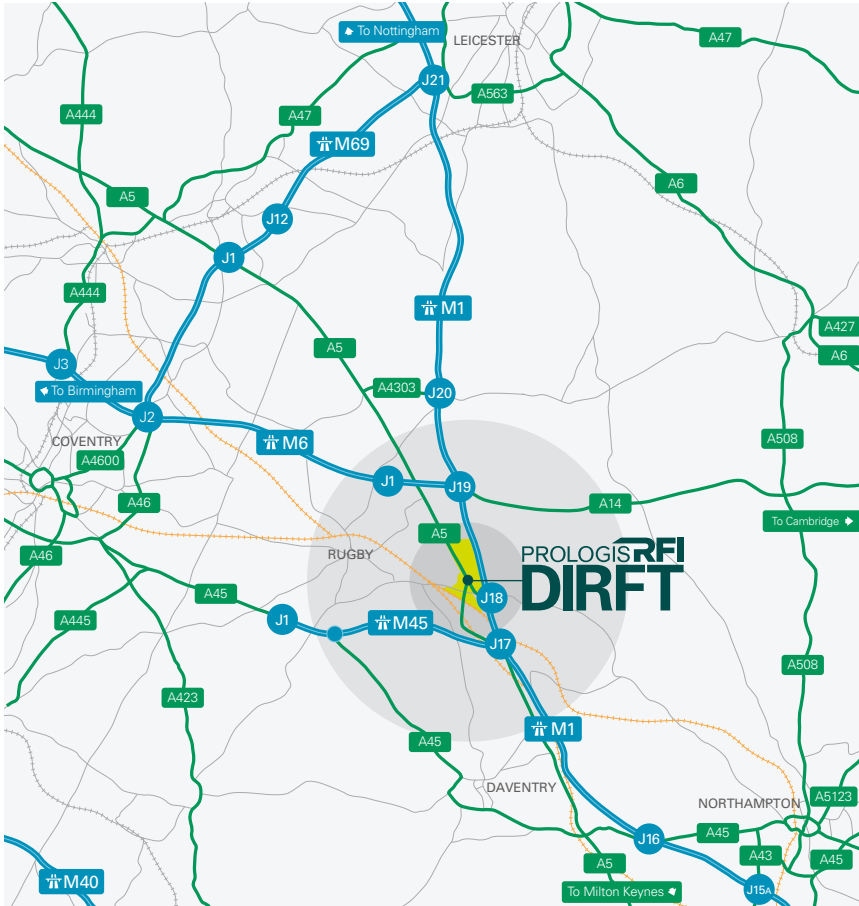 To Nottingham
LEICESTER
A47
J21
A563
A444
A47
M69
A6
A5
J12
J1
A444
M1
A427
A5
A6
J3
A4303
J20
To Birmingham
J2
A508
COVENTRY
M6
A4600
J1
J19
A46
A14
To Cambridge
A5
RUGBY
A46
PROLOGIS RFI
DIRFT
A45
J18
A445
J1
M45
J17
A508
A423
M1
A45
DAVENTRY
NORTHAMPTON
A5123
A45
J16
A43
A45
A5
M40
To Milton Keynes
J15A